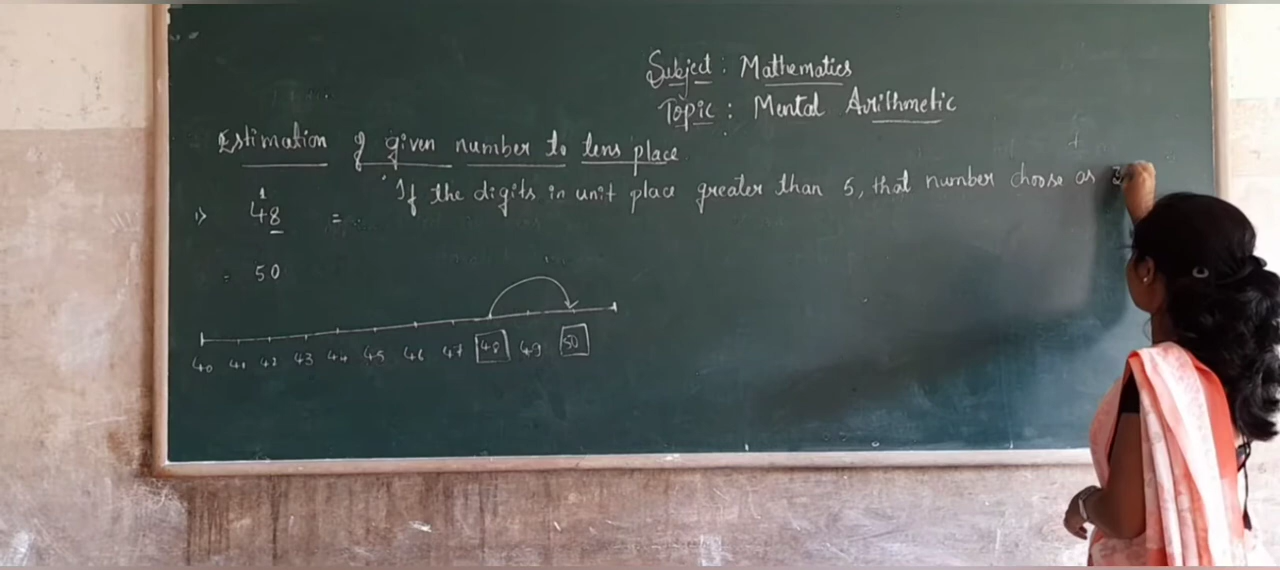 Subject : Mathematics
Topic : Mental Arithmetic
Estimation of given number to tens place
If the digits in unit place greater than 5, that number choose as
1
1) 48 =
= 50
40 41 42 43 44 45 46 47 48 49 50